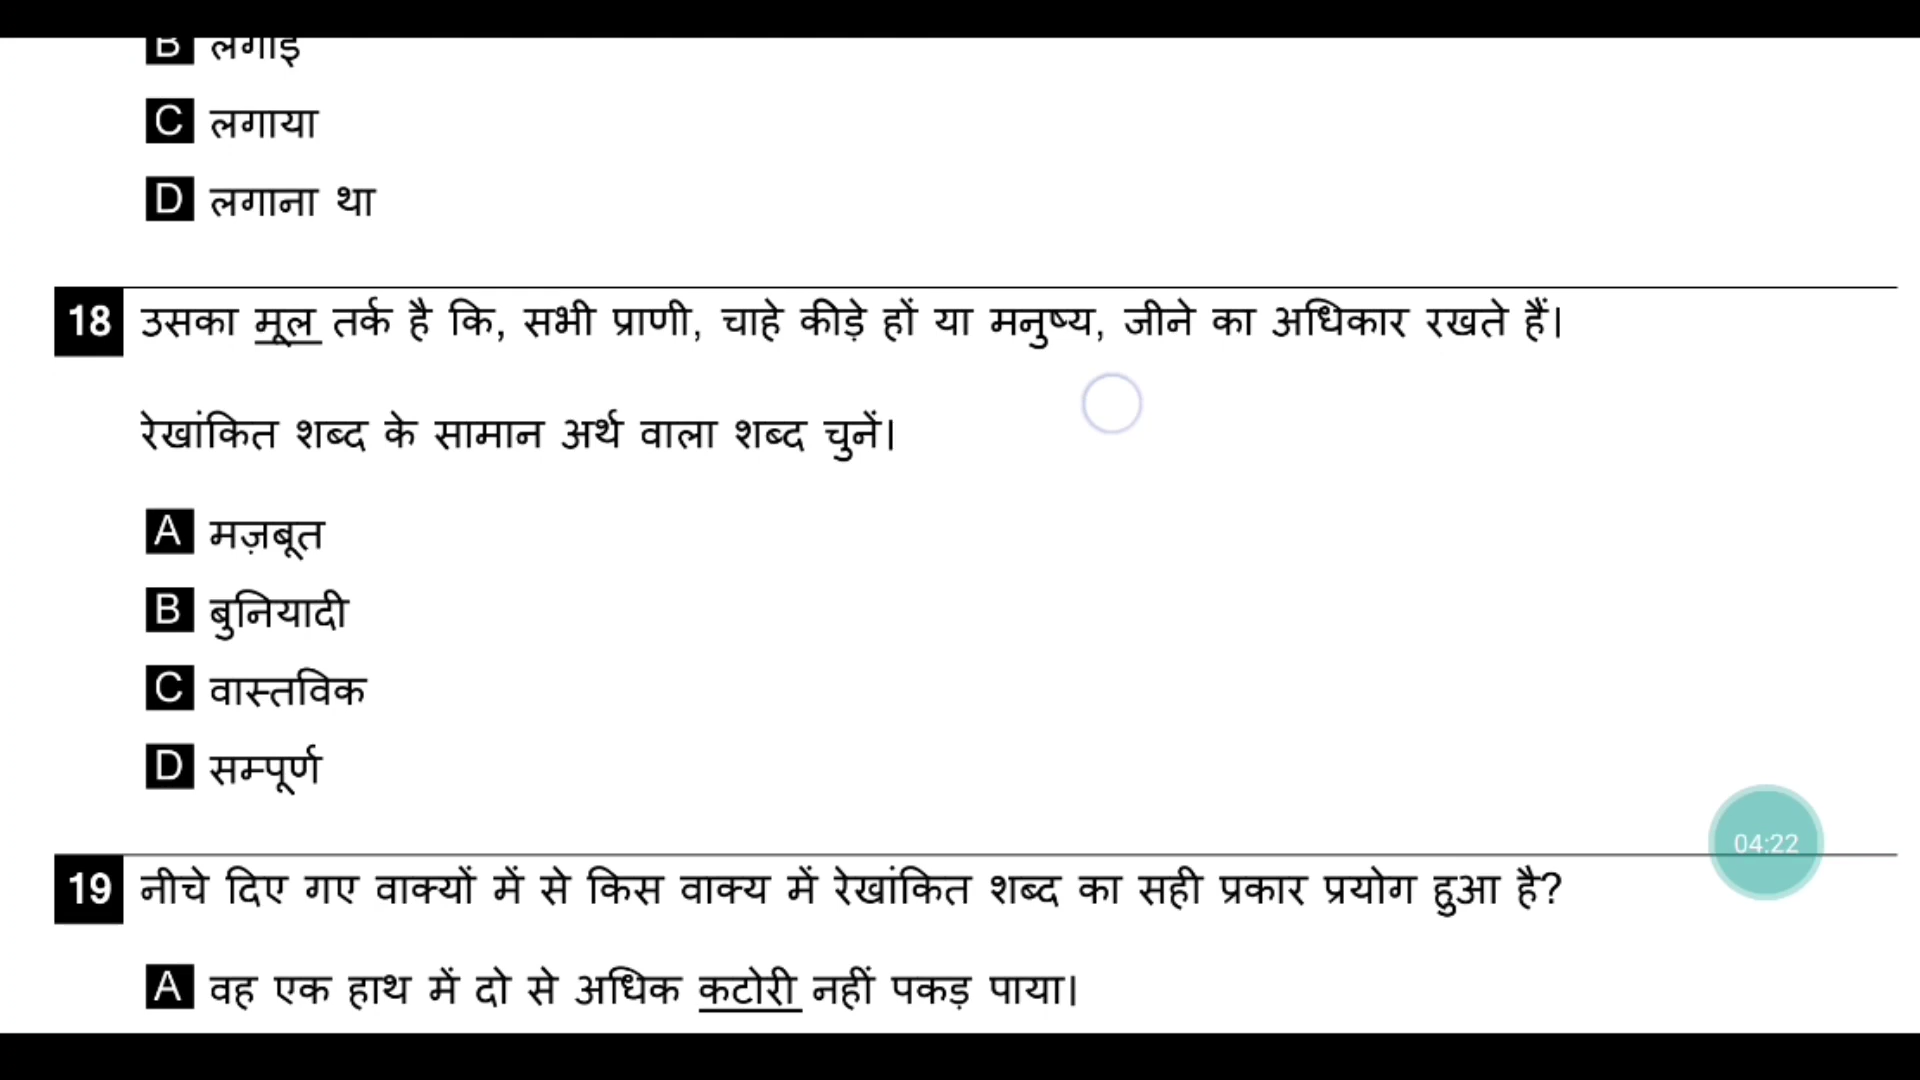 B लगाई
C लगाया
D लगाना था
18 उसका मूल तर्क है कि, सभी प्राणी, चाहे कीड़े हों या मनुष्य, जीने का अधिकार रखते हैं।
रेखांकित शब्द के सामान अर्थ वाला शब्द चुनें।
A मज़बूत
B बुनियादी
C वास्तविक
D सम्पूर्ण
04:22
19 नीचे दिए गए वाक्यों में से किस वाक्य में रेखांकित शब्द का सही प्रकार प्रयोग हुआ है?
A वह एक हाथ में दो से अधिक कटोरी नहीं पकड़ पाया।